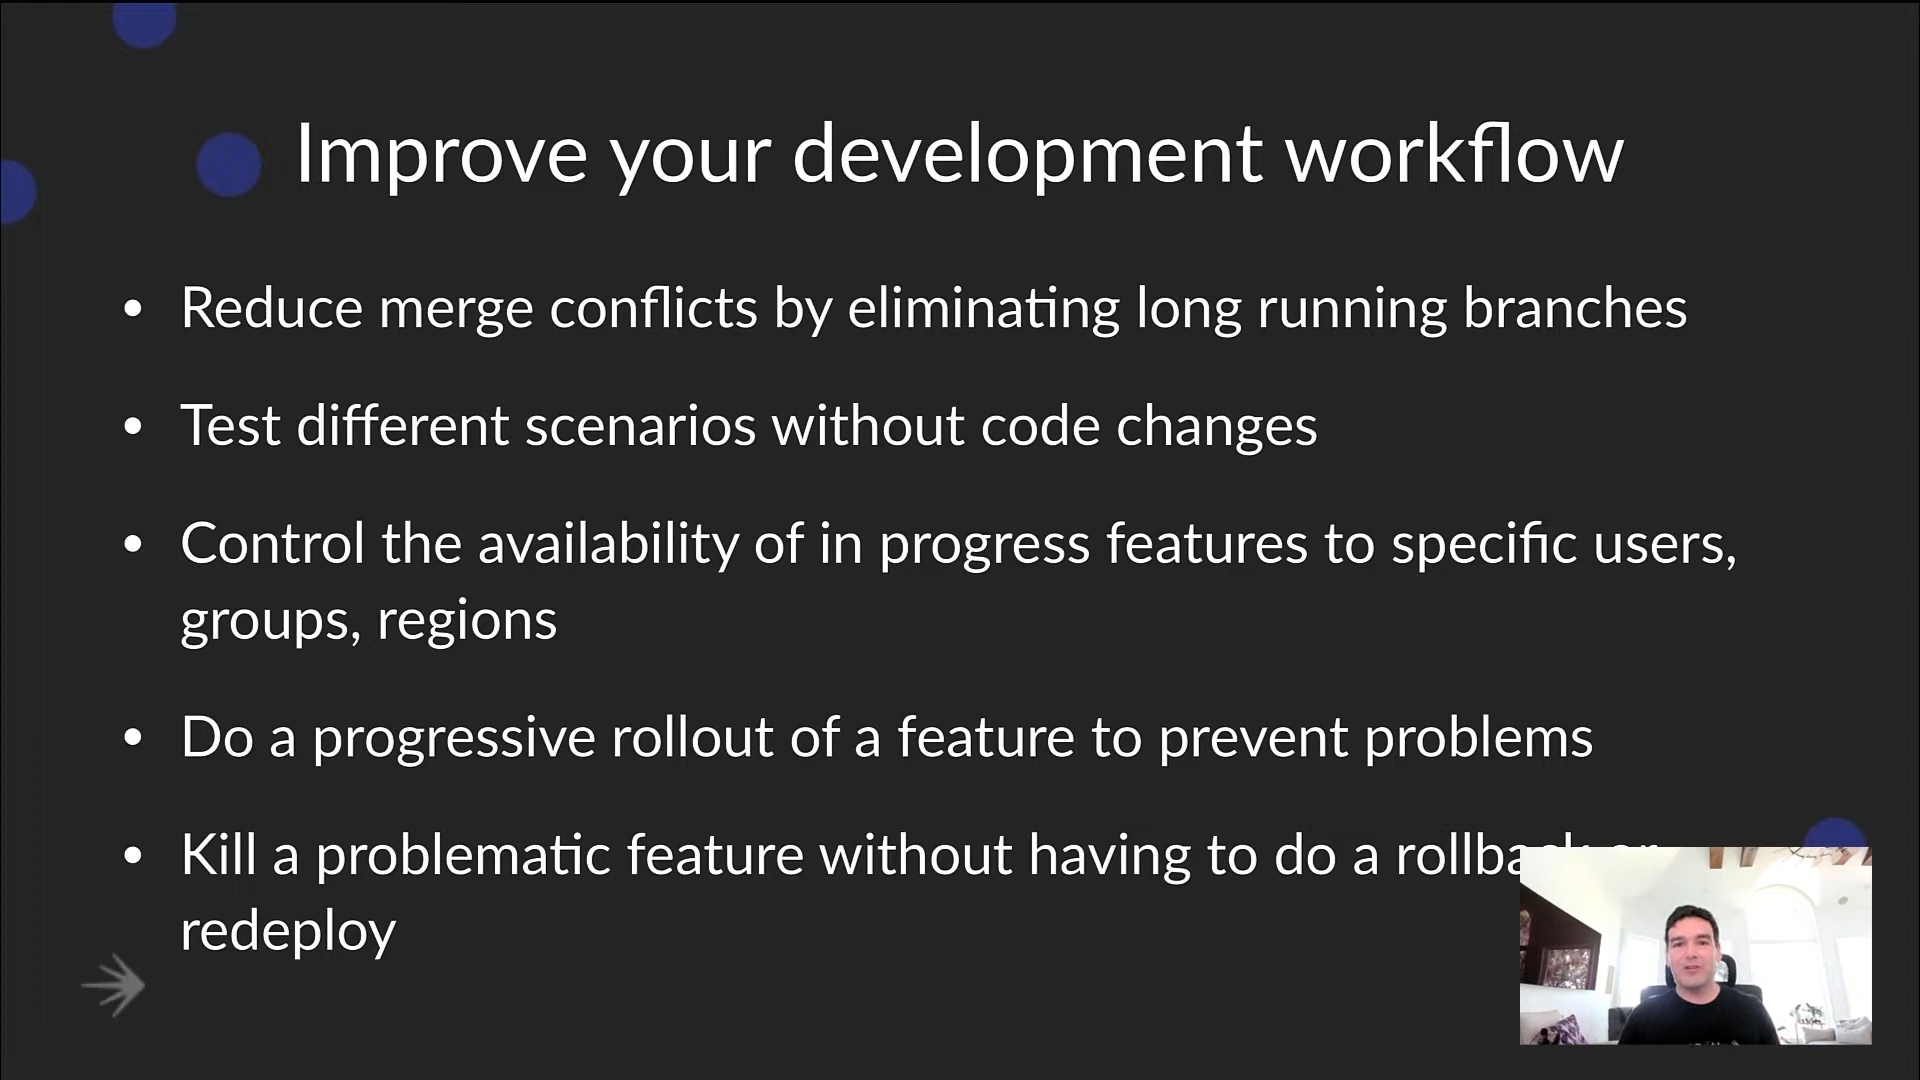 Improve your development workflow
• Reduce merge conflicts by eliminating long running branches
• Test different scenarios without code changes
• Control the availability of in progress features to specific users,
groups, regions
• Do a progressive rollout of a feature to prevent problems
• Kill a problematic feature without having to do a rollback or
redeploy